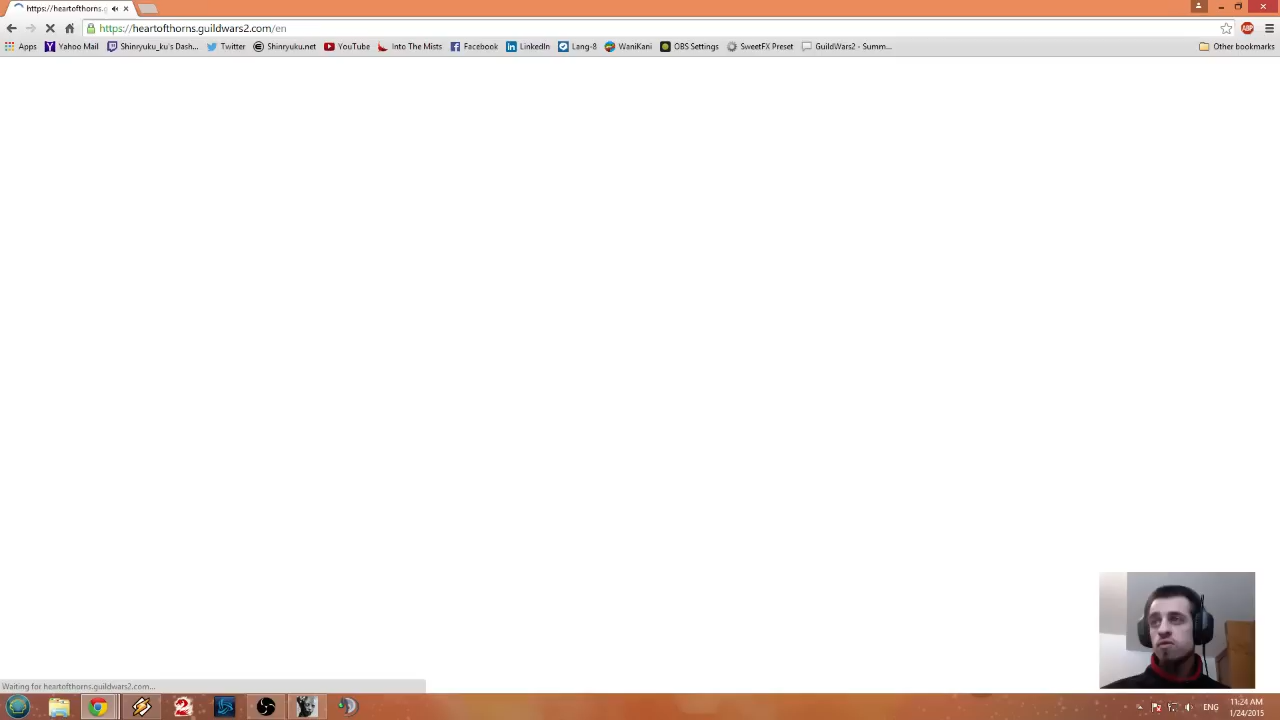 https://heartofthorns.g
https://heartofthorns.guildwars2.com/en
Apps Yahoo Mail Shinryuku_ku's Dash... Twitter Shinryuku.net YouTube Into The Mists Facebook LinkedIn Lang-8 WaniKani OBS Settings SweetFX Preset GuildWars2 - Summ... Other bookmarks
Waiting for heartofthorns.guildwars2.com...
ENG
11:24 AM
1/24/2015